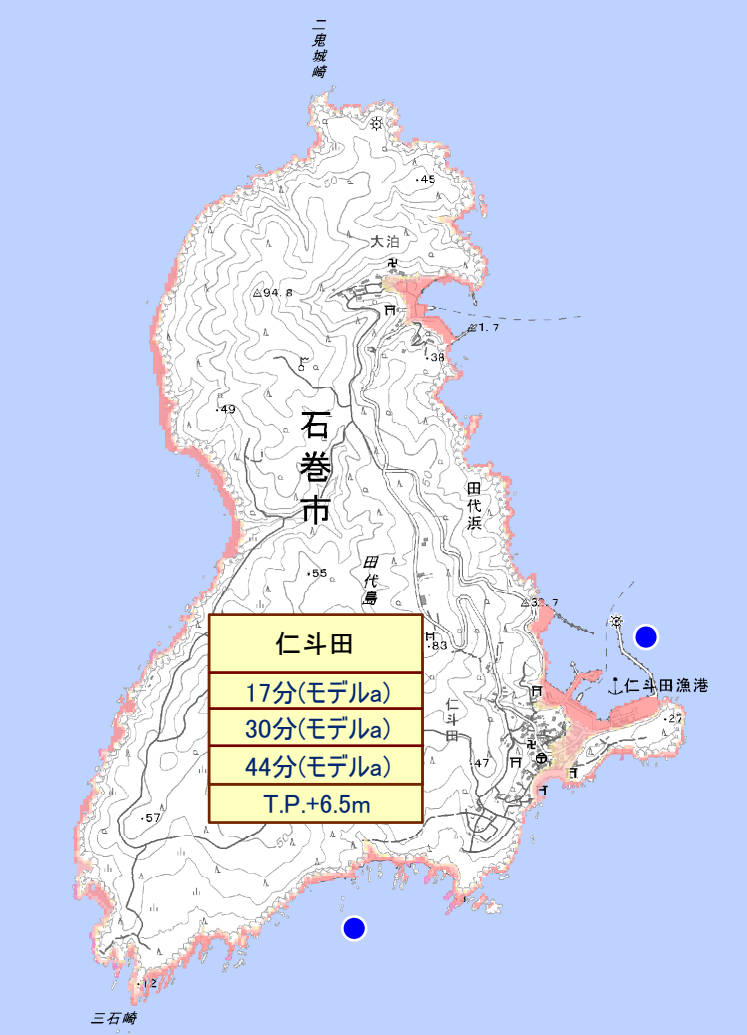 二鬼城崎
45
大泊
94.8
1.7
38
49
石巻市
田代浜
田代島
55
33.7
仁斗田
17分(モデルa)
30分(モデルa)
44分(モデルa)
T.P.+6.5m
83
仁斗田漁港
仁斗田
27
47
57
12
三石崎